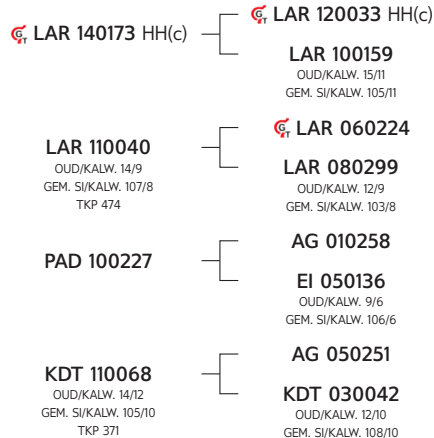 LAR 140173 HH(c)
LAR 120033 HH(c)
LAR 100159
OUD/KALW. 15/11
GEM. SI/KALW. 105/11
LAR 110040
OUD/KALW. 14/9
GEM. SI/KALW. 107/8
TKP 474
LAR 060224
LAR 080299
OUD/KALW. 12/9
GEM. SI/KALW. 103/8
PAD 100227
AG 010258
EI 050136
OUD/KALW. 9/6
GEM. SI/KALW. 106/6
KDT 110068
OUD/KALW. 14/12
GEM. SI/KALW. 105/10
TKP 371
AG 050251
KDT 030042
OUD/KALW. 12/10
GEM. SI/KALW. 108/10